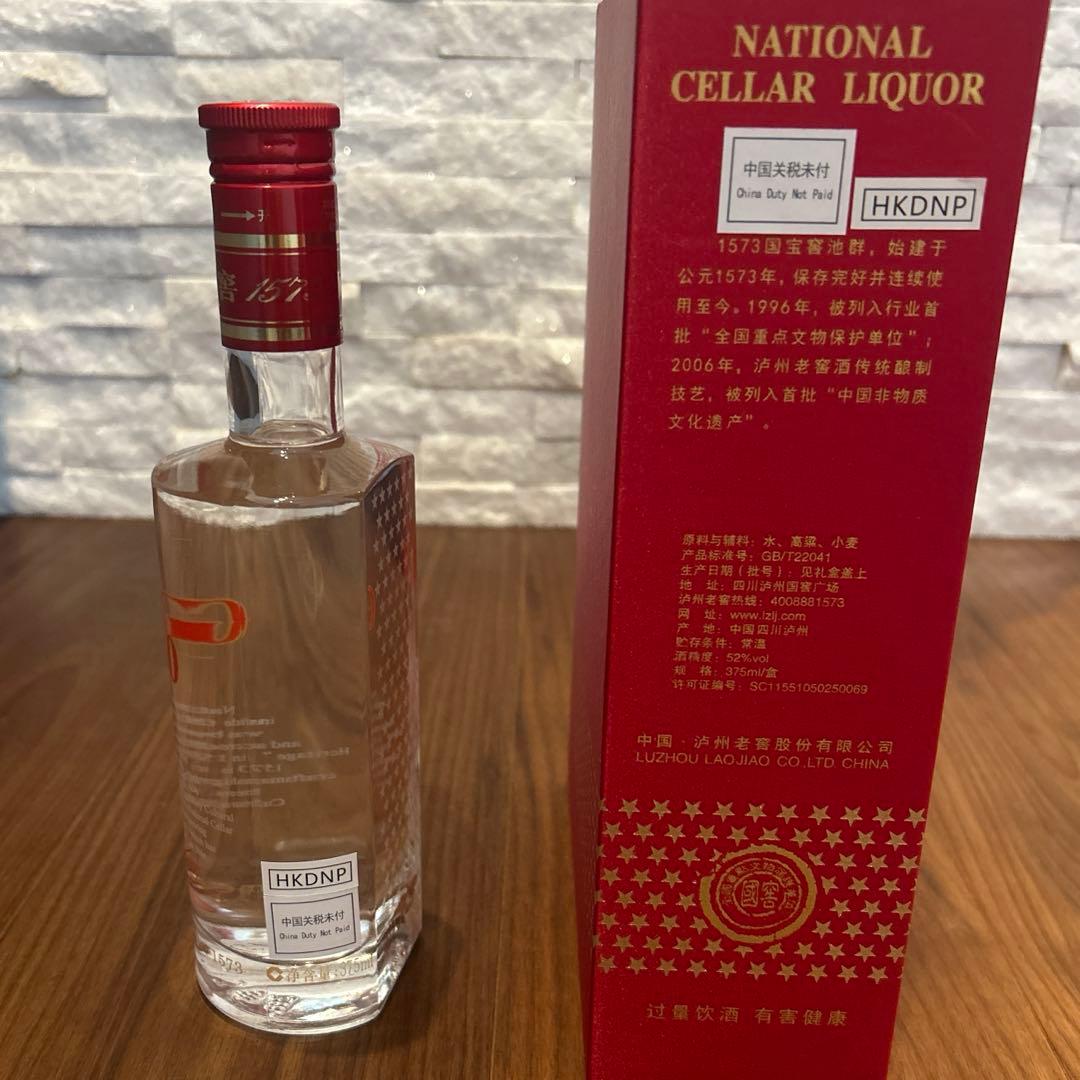 NATIONAL
CELLAR LIQUOR
中国关税未付
China Duty Not Paid
HKDNP
1573国宝窖池群，始建于
公元1573年，保存完好并连续使
用至今。1996年，被列入行业首
批“全国重点文物保护单位”；
2006年，泸州老窖酒传统酿制
技艺，被列入首批“中国非物质
文化遗产”。
原料与辅料：水、高粱、小麦
产品标准号：GB/T22041
生产日期（批号）：见礼盒盖上
地 址：四川泸州国窖广场
泸州老窖热线：4008881573
网 址：www.lzlj.com
产 地：中国四川泸州
贮存条件：常温
酒精度：52%vol
规 格：375ml/盒
许可证编号：SC11551050250069
中国·泸州老窖股份有限公司
LUZHOU LAOJIAO CO.,LTD. CHINA
國窖
过量饮酒 有害健康
窖 157
HKDNP
中国关税未付
China Duty Not Paid
1573 净含量:375ml